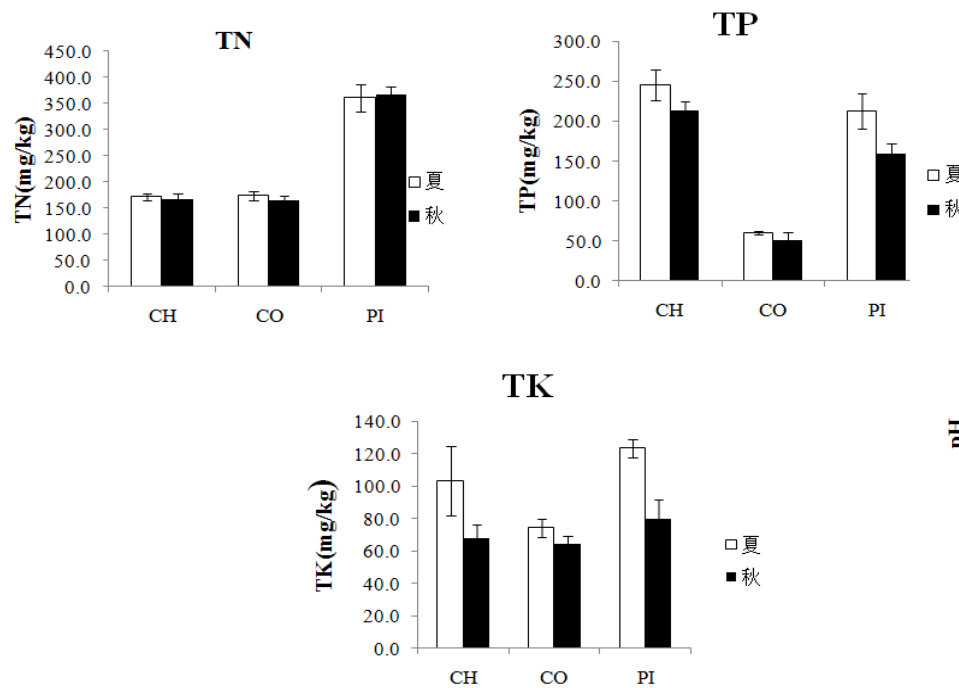 TN
450.0
400.0
350.0
300.0
250.0
200.0
150.0
100.0
50.0
0.0
TN(mg/kg)
CH CO PI
夏
秋
TP
300.0
250.0
200.0
150.0
100.0
50.0
0.0
TP(mg/kg)
CH CO PI
夏
秋
TK
140.0
120.0
100.0
80.0
60.0
40.0
20.0
0.0
TK(mg/kg)
CH CO PI
夏
秋
pH